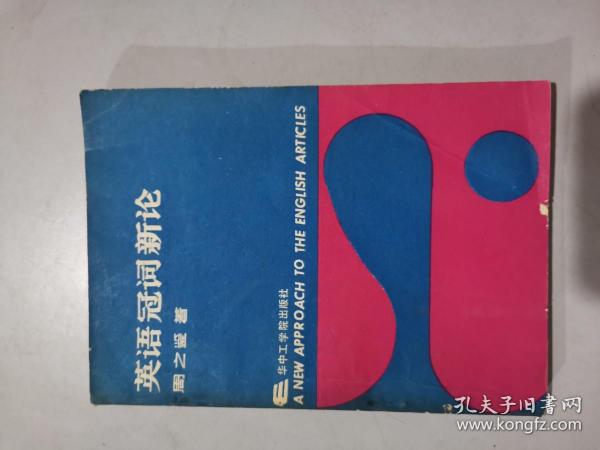 英语冠词新论
周之鉴 著
华中工学院出版社
A NEW APPROACH TO THE ENGLISH ARTICLES
孔夫子旧书网
www.kongfz.com